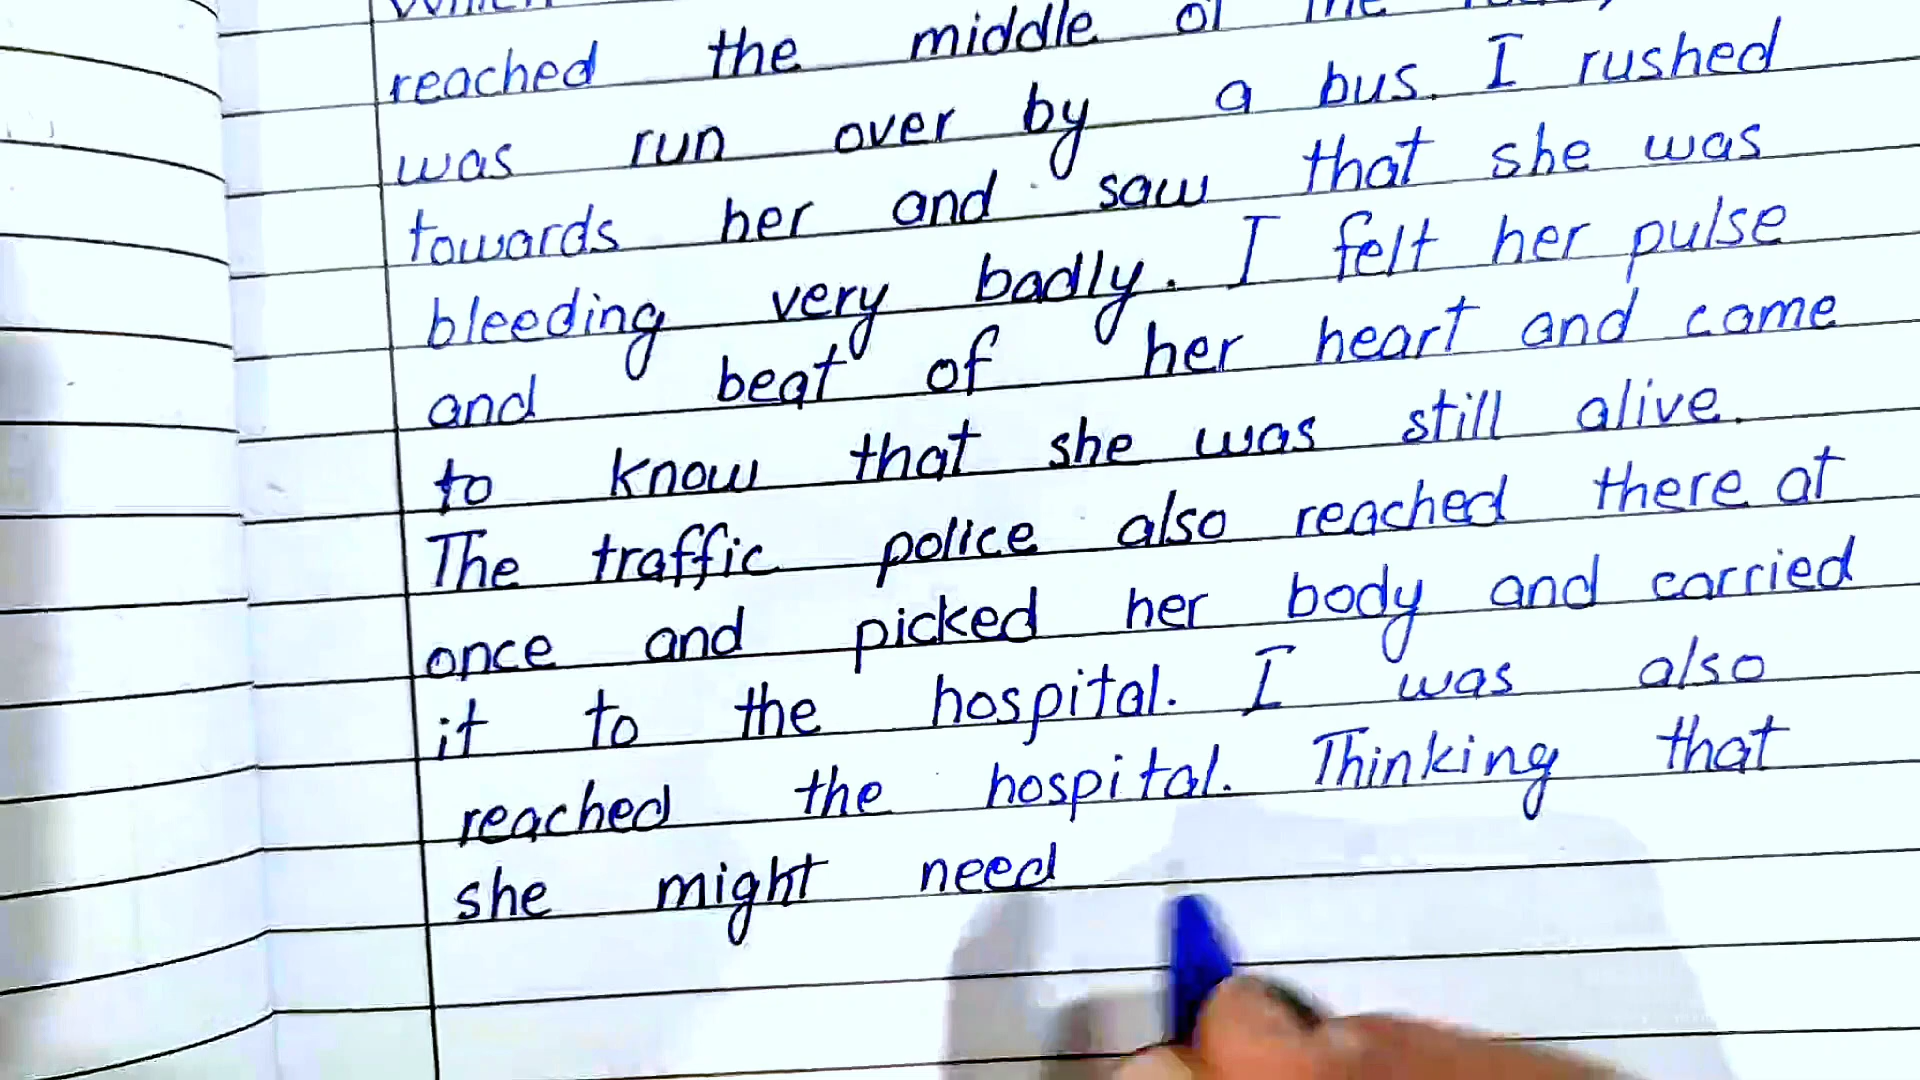 reached the middle of the
was run over by a bus. I rushed
towards her and saw that she was
bleeding very badly. I felt her pulse
and beat of her heart and came
to know that she was still alive.
The traffic police also reached there at
once and picked her body and carried
it to the hospital. I was also
reached the hospital. Thinking that
she might need